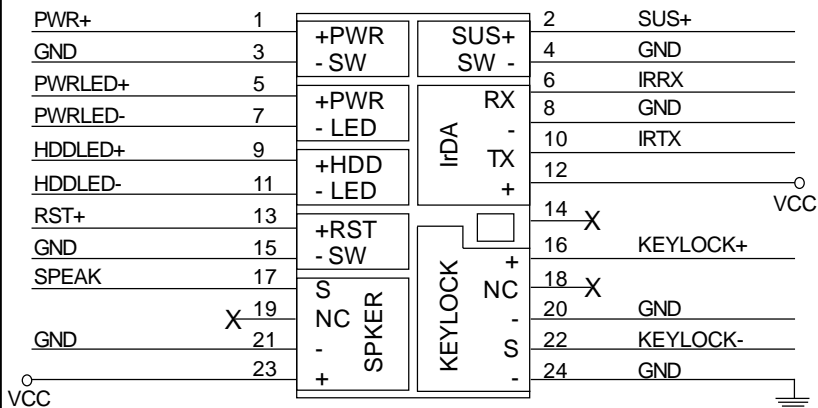 PWR+ 1 2 SUS+
+PWR SUS+
GND 3 - SW SW - 4 GND
PWRLED+ 5 6 IRRX
+PWR RX
PWRLED- 7 - LED - 8 GND
IrDA
HDDLED+ 9 10 IRTX
+HDD TX
HDDLED- 11 - LED + 12
VCC
RST+ 13 14 X
+RST
GND 15 - SW 16 KEYLOCK+
+
SPEAK 17 18 X
S NC
X 19 NC - 20 GND
SPKER KEYLOCK
GND 21 - S 22 KEYLOCK-
23 + - 24 GND
VCC